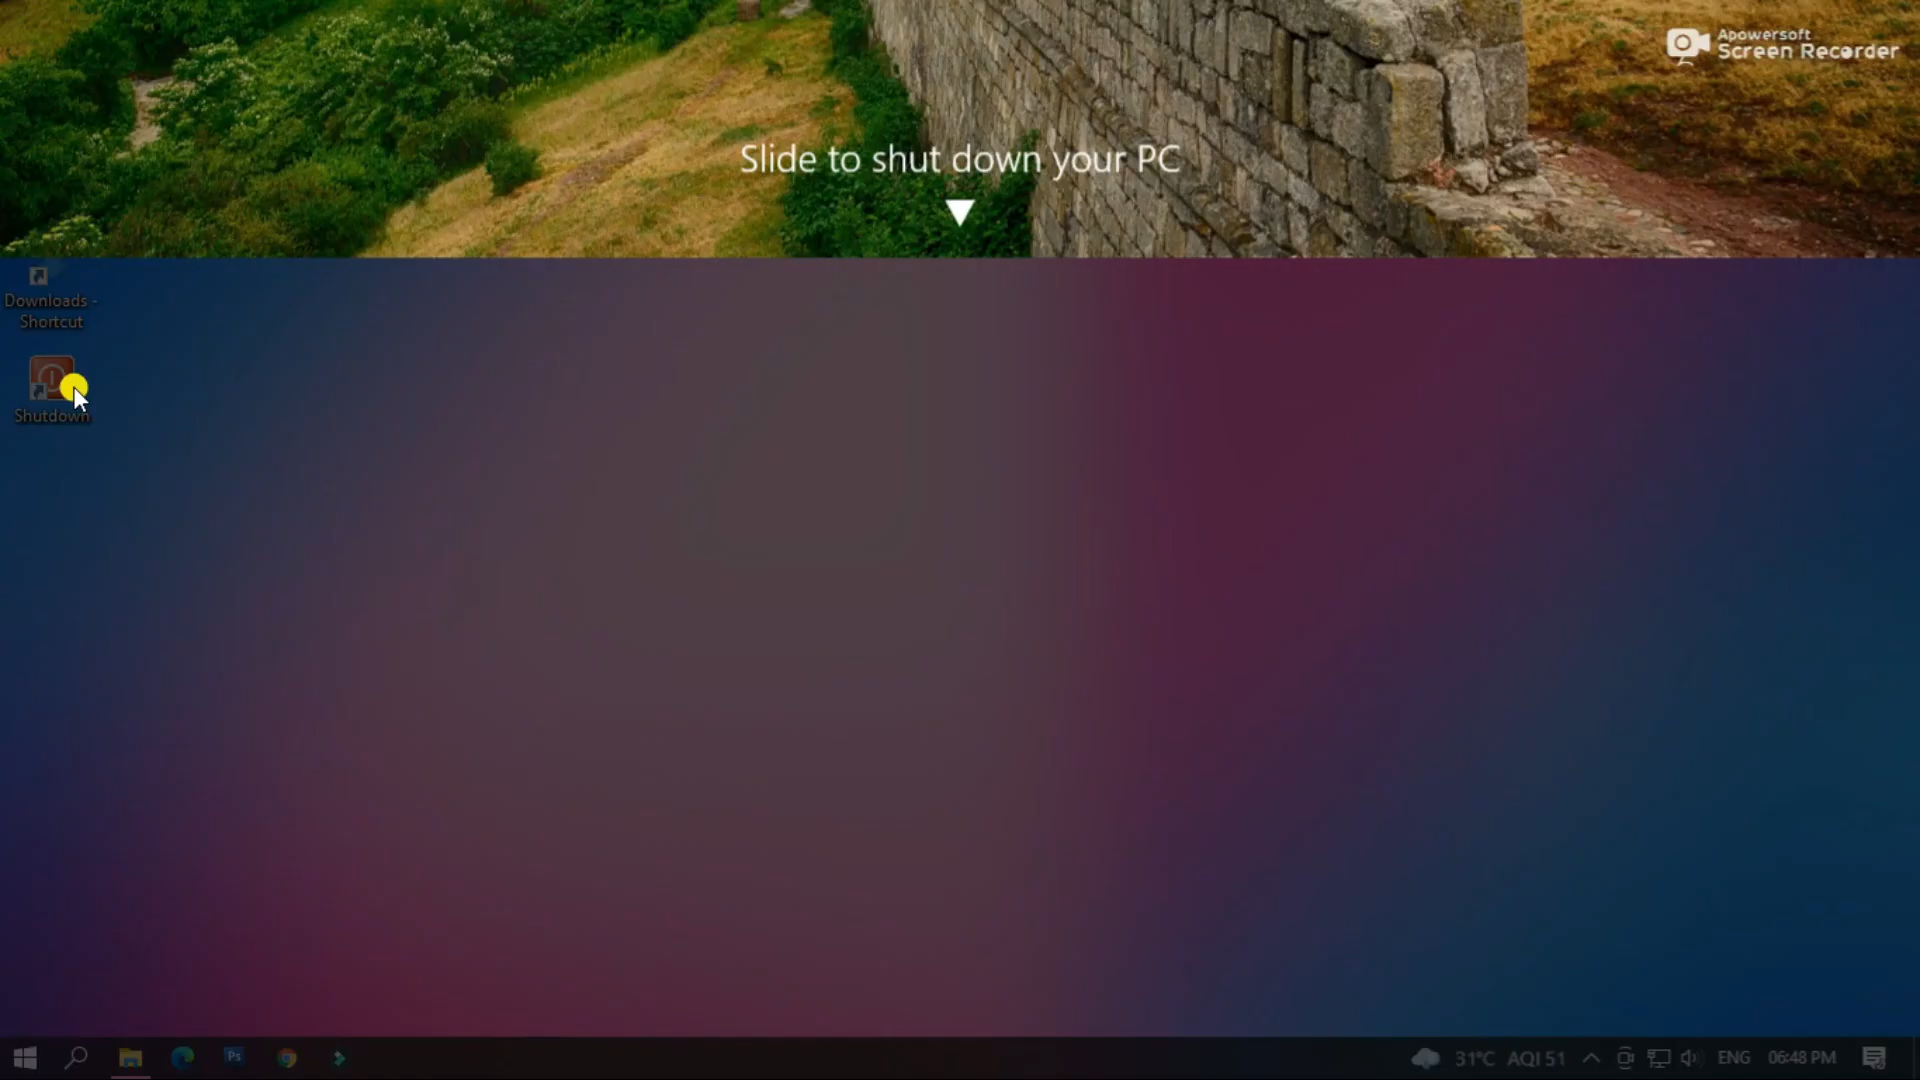 Apowersoft
Screen Recorder
Slide to shut down your PC
Downloads -
Shortcut
Shutdown
Ps
31°C AQI 51
ENG
06:48 PM